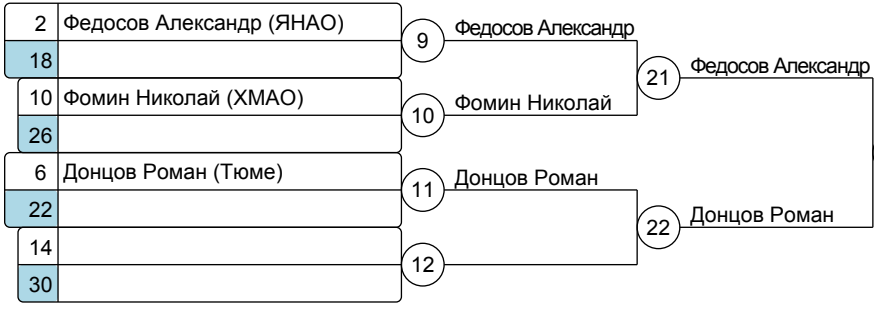 2 Федосов Александр (ЯНАО)
18
9 Федосов Александр
10 Фомин Николай (ХМАО)
26
10 Фомин Николай
21 Федосов Александр
6 Донцов Роман (Тюме)
22
11 Донцов Роман
14
30
12
22 Донцов Роман